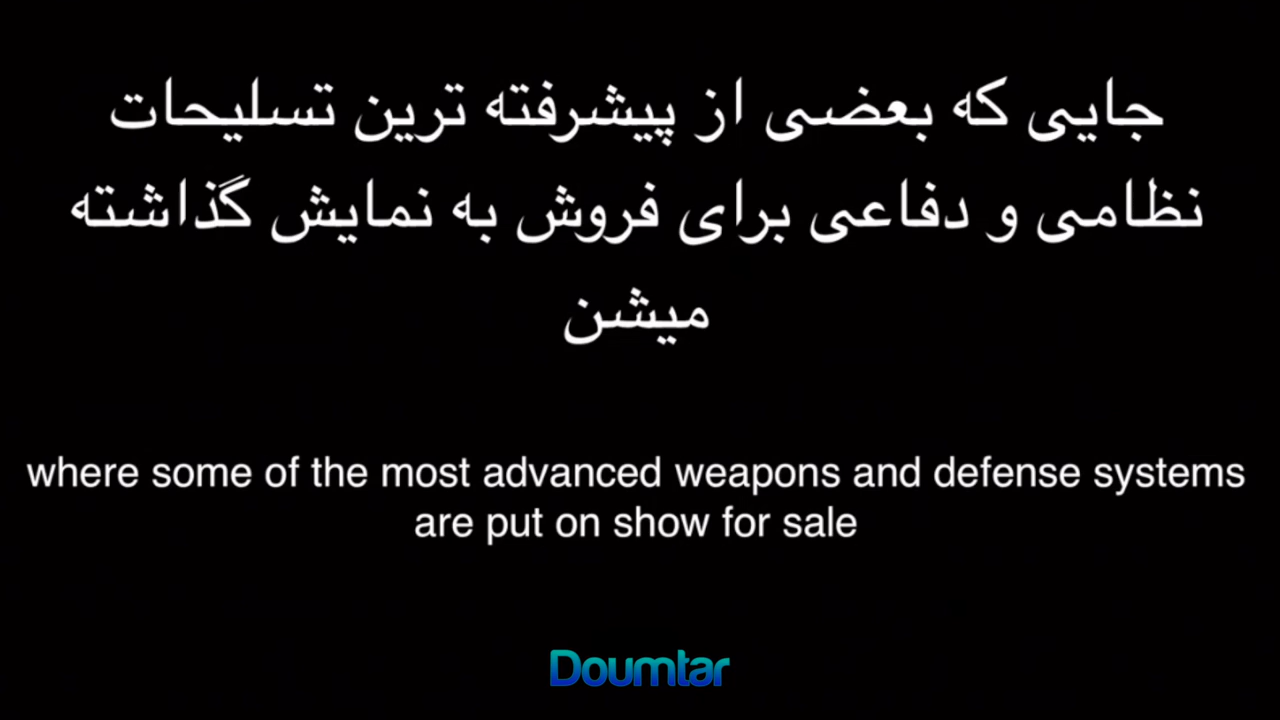 جایی که بعضی از پیشرفته ترین تسلیحات
نظامی و دفاعی برای فروش به نمایش گذاشته
میشن
where some of the most advanced weapons and defense systems
are put on show for sale
Doumtar